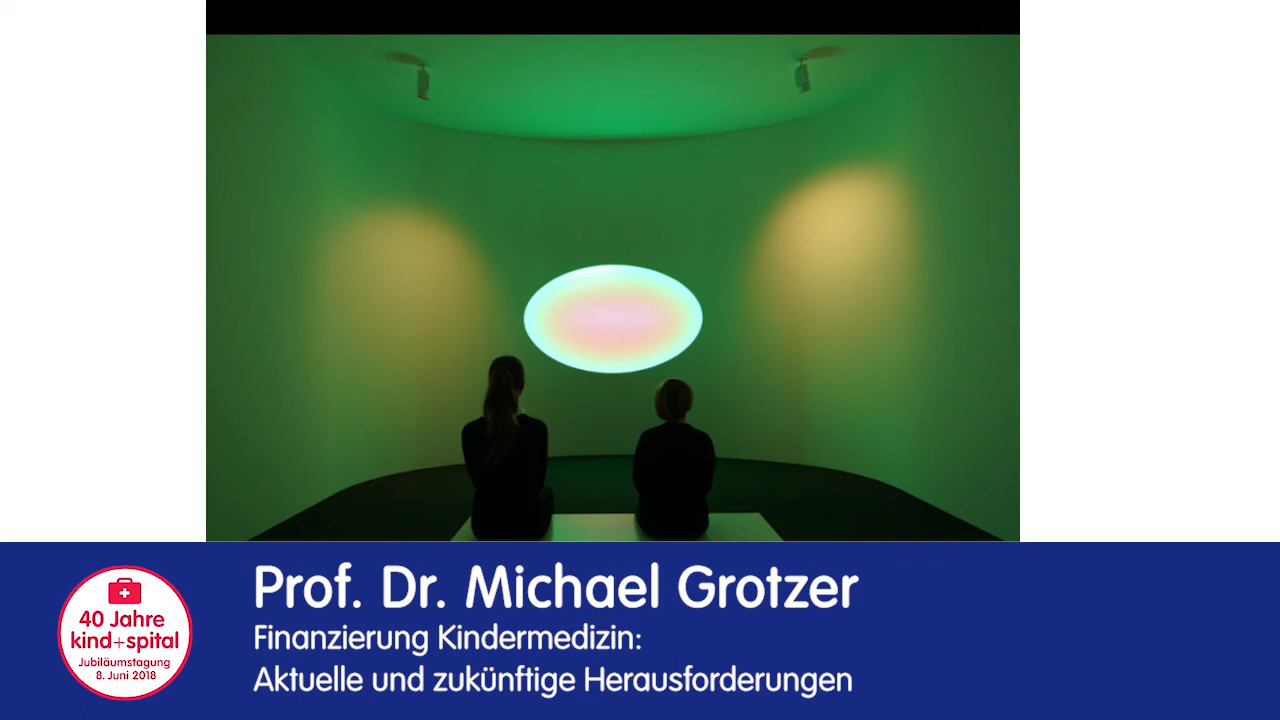 40 Jahre
kind+spital
Jubiläumstagung
8. Juni 2018
Prof. Dr. Michael Grotzer
Finanzierung Kindermedizin:
Aktuelle und zukünftige Herausforderungen